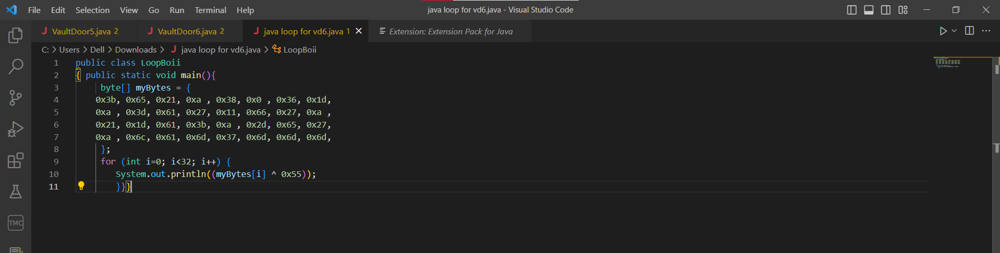 File Edit Selection View Go Run Terminal Help java loop for vd6.java - Visual Studio Code
J VaultDoor5.java 2 J VaultDoor6.java 2 J java loop for vd6.java 1 Extension: Extension Pack for Java
C: > Users > Dell > Downloads > J java loop for vd6.java > LoopBoii
1 public class LoopBoii
2 { public static void main(){
3 byte[] myBytes = {
4 0x3b, 0x65, 0x21, 0xa , 0x38, 0x0 , 0x36, 0x1d,
5 0xa , 0x3d, 0x61, 0x27, 0x11, 0x66, 0x27, 0xa ,
6 0x21, 0x1d, 0x61, 0x3b, 0xa , 0x2d, 0x65, 0x27,
7 0xa , 0x6c, 0x61, 0x6d, 0x37, 0x6d, 0x6d, 0x6d,
8 };
9 for (int i=0; i<32; i++) {
10 System.out.println((myBytes[i] ^ 0x55));
11 }}}
TMC